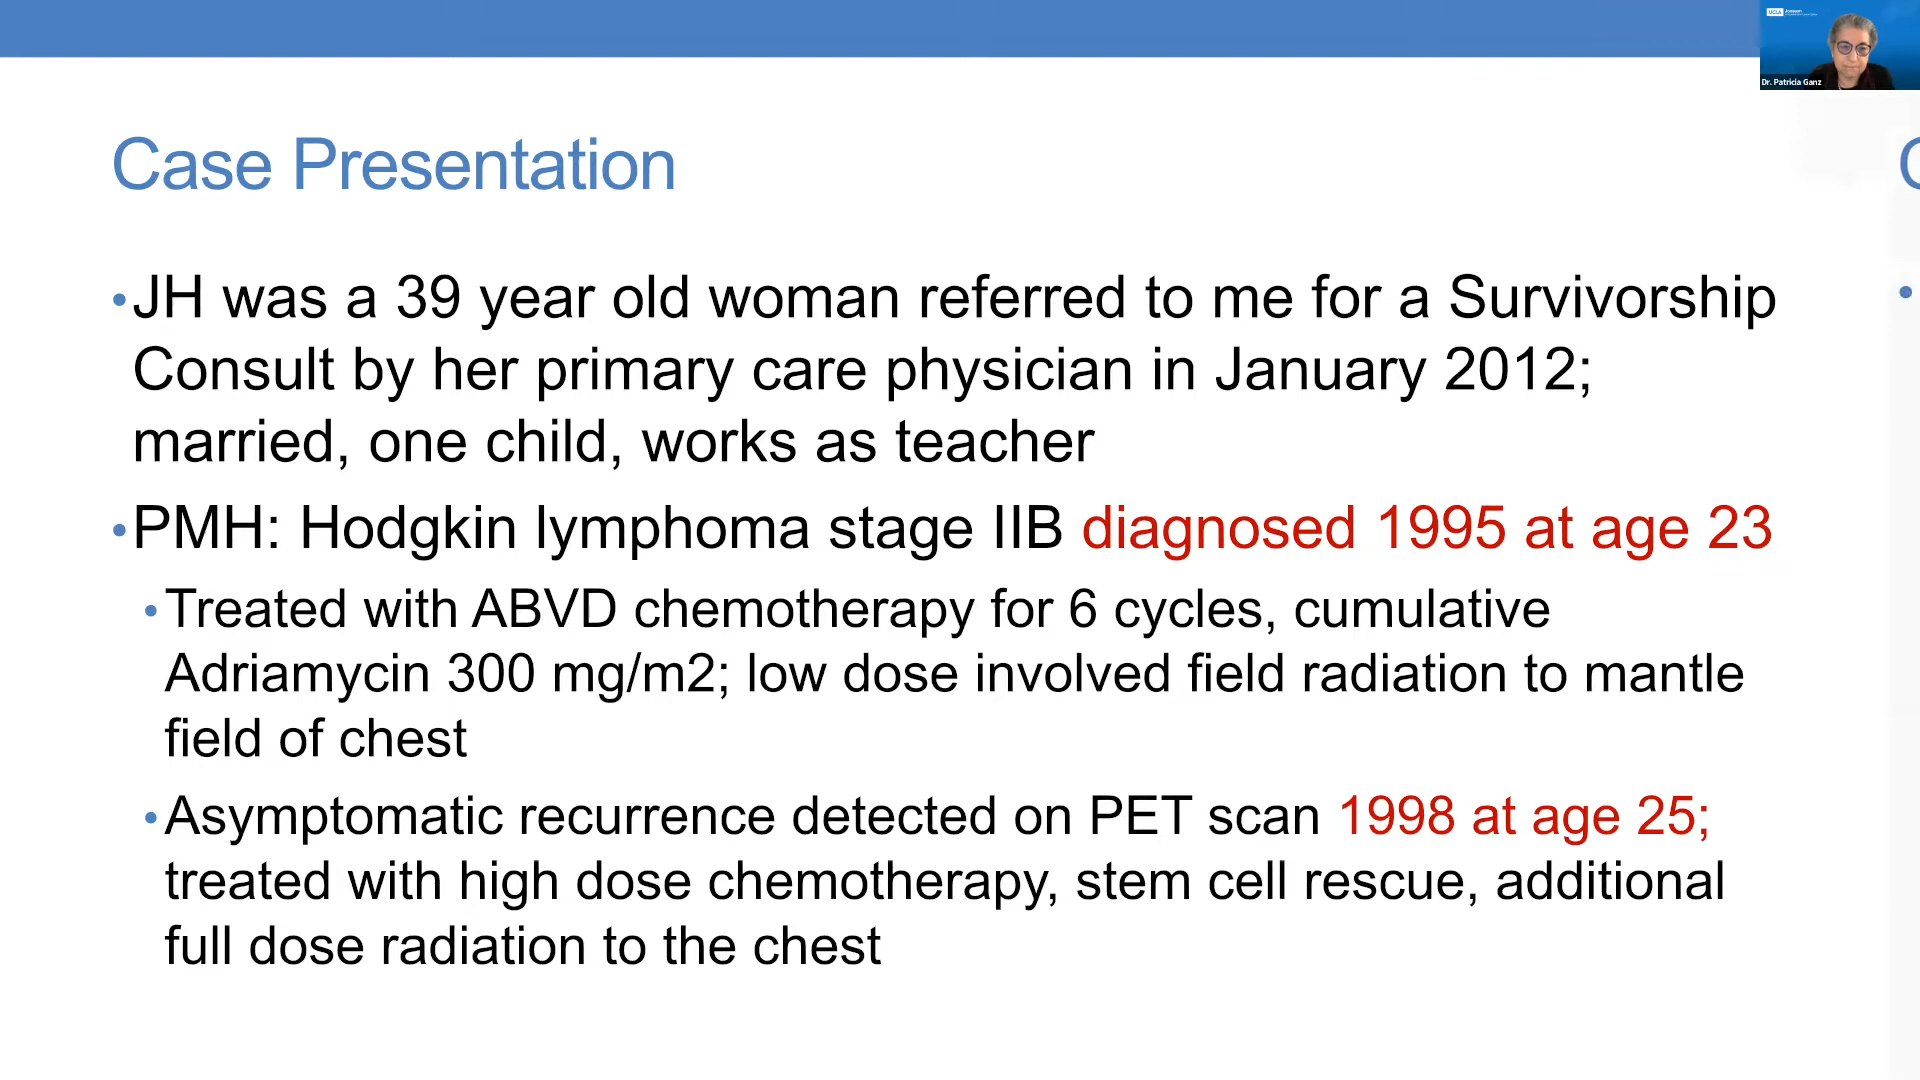 UCLA
Dr. Patricia Ganz
Case Presentation
•JH was a 39 year old woman referred to me for a Survivorship
Consult by her primary care physician in January 2012;
married, one child, works as teacher
•PMH: Hodgkin lymphoma stage IIB diagnosed 1995 at age 23
•Treated with ABVD chemotherapy for 6 cycles, cumulative
Adriamycin 300 mg/m2; low dose involved field radiation to mantle
field of chest
•Asymptomatic recurrence detected on PET scan 1998 at age 25;
treated with high dose chemotherapy, stem cell rescue, additional
full dose radiation to the chest